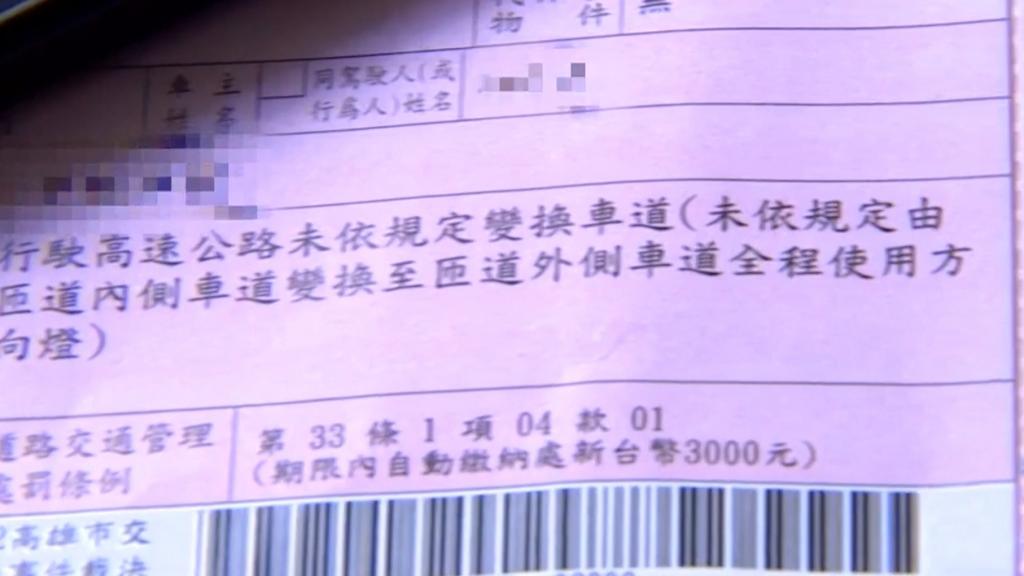 物 件 無
車 主 同駕駛人(或
姓 名 行為人)姓名
行駛高速公路未依規定變換車道(未依規定由
匝道內側車道變換至匝道外側車道全程使用方
向燈)
道路交通管理
處罰條例
第 33 條 1 項 04 款 01
(期限內自動繳納處新台幣3000元)
高雄市交
事件裁決